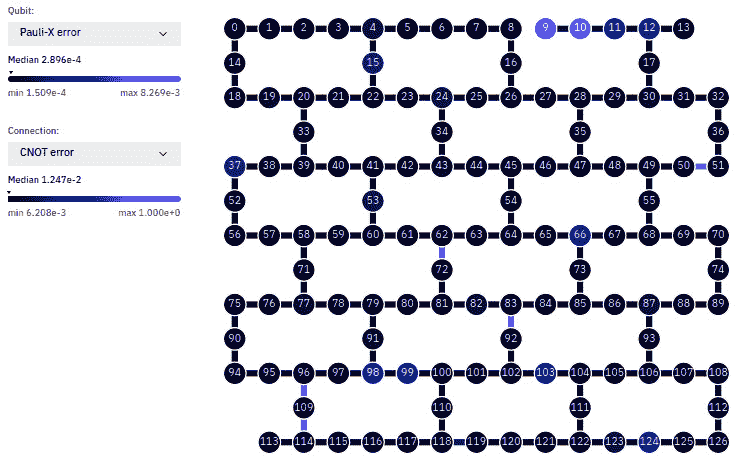 Qubit:
Pauli-X error
Median 2.896e-4
min 1.509e-4 max 8.269e-3
Connection:
CNOT error
Median 1.247e-2
min 6.208e-3 max 1.000e+0
0 1 2 3 4 5 6 7 8 9 10 11 12 13
14 15 16 17
18 19 20 21 22 23 24 25 26 27 28 29 30 31 32
33 34 35 36
37 38 39 40 41 42 43 44 45 46 47 48 49 50 51
52 53 54 55
56 57 58 59 60 61 62 63 64 65 66 67 68 69 70
71 72 73 74
75 76 77 78 79 80 81 82 83 84 85 86 87 88 89
90 91 92 93
94 95 96 97 98 99 100 101 102 103 104 105 106 107 108
109 110 111 112
113 114 115 116 117 118 119 120 121 122 123 124 125 126